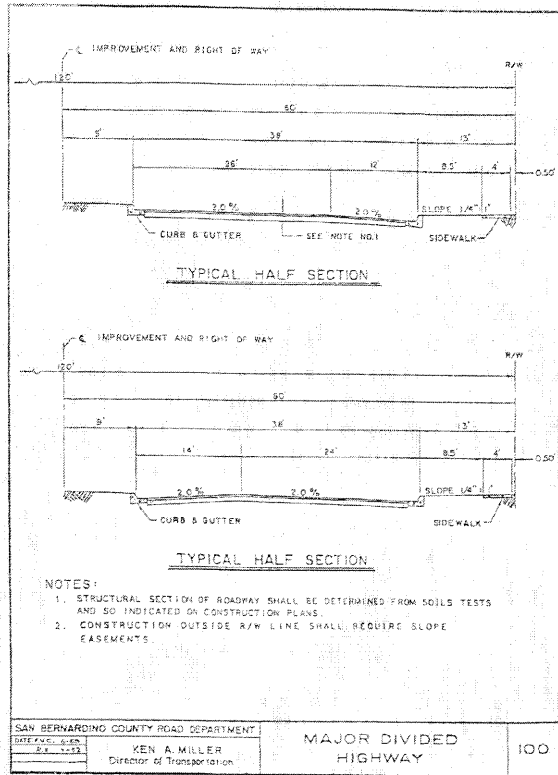 ℄ IMPROVEMENT AND RIGHT OF WAY
R/W
120'
60'
9' 38' 13'
26' 12' 8.5' 4' 0.50'
2.0% 2.0% SLOPE 1/4" : 1'
CURB & GUTTER SEE NOTE NO.1 SIDEWALK
TYPICAL HALF SECTION
℄ IMPROVEMENT AND RIGHT OF WAY
R/W
120'
60'
9' 38' 13'
14' 24' 8.5' 4' 0.50'
2.0% 2.0% SLOPE 1/4" : 1'
CURB & GUTTER SIDEWALK
TYPICAL HALF SECTION
NOTES:
1. STRUCTURAL SECTION OF ROADWAY SHALL BE DETERMINED FROM SOILS TESTS
AND SO INDICATED ON CONSTRUCTION PLANS.
2. CONSTRUCTION OUTSIDE R/W LINE SHALL REQUIRE SLOPE
EASEMENTS.
SAN BERNARDINO COUNTY ROAD DEPARTMENT
DATE
KEN A. MILLER
Director of Transportation
MAJOR DIVIDED
HIGHWAY
100